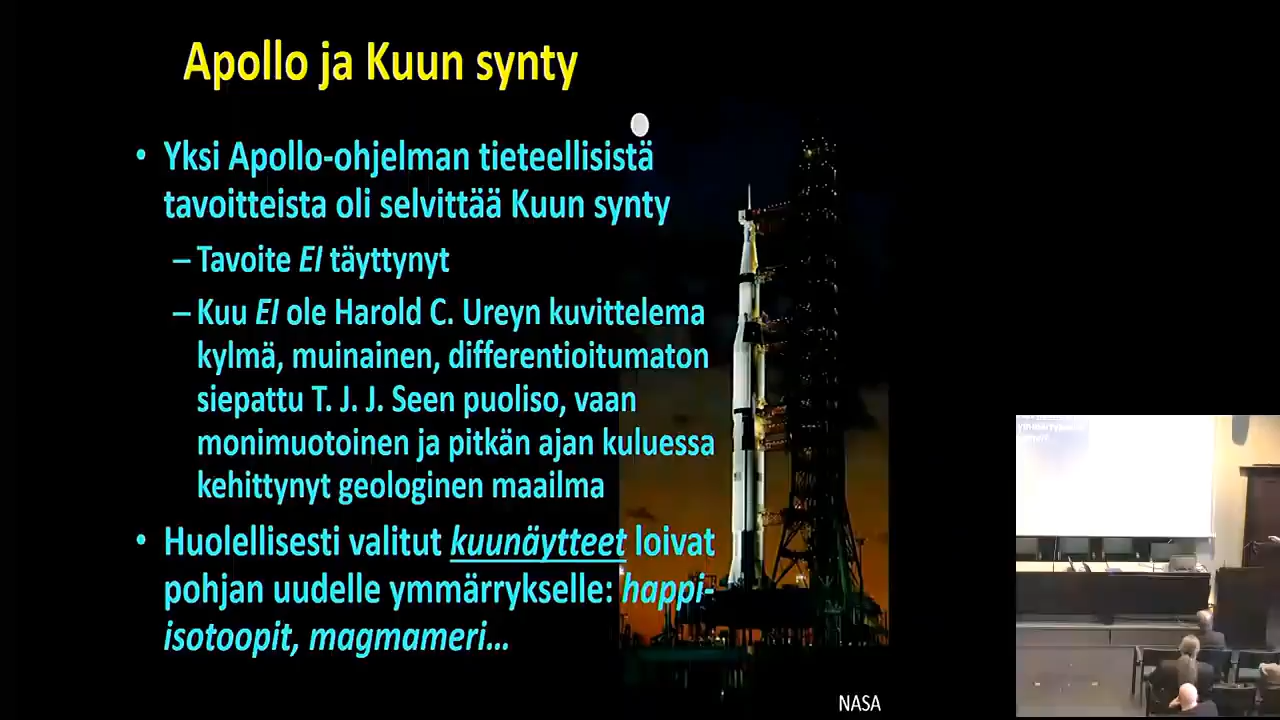 Apollo ja Kuun synty
• Yksi Apollo-ohjelman tieteellisistä
tavoitteista oli selvittää Kuun synty
– Tavoite EI täyttynyt
– Kuu EI ole Harold C. Ureyn kuvittelema
kylmä, muinainen, differentioitumaton
siepattu T. J. J. Seen puoliso, vaan
monimuotoinen ja pitkän ajan kuluessa
kehittynyt geologinen maailma
• Huolellisesti valitut kuunäytteet loivat
pohjan uudelle ymmärrykselle: happi-
isotoopit, magmameri...
NASA